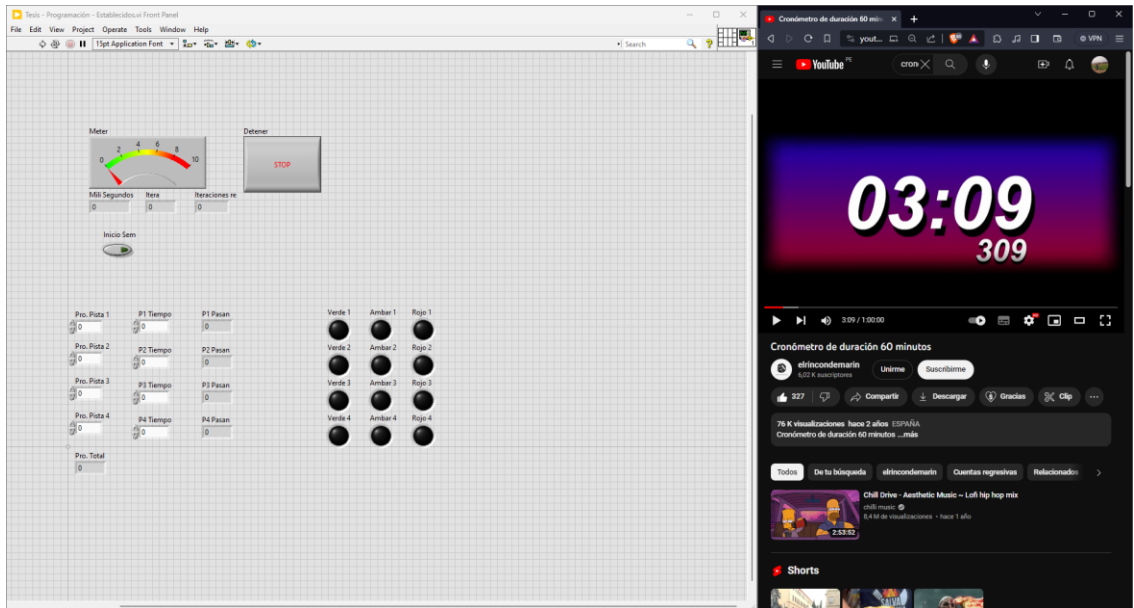 Tesis - Programación - Establecidos.vi Front Panel
File Edit View Project Operate Tools Window Help
15pt Application Font
Search
Meter
0 2 4 6 8 10
Detener
STOP
Mili Segundos Itera Iteraciones re
0 0 0
Inicio Sem
Pro. Pista 1 P1 Tiempo P1 Pasan Verde 1 Ambar 1 Rojo 1
0 0 0
Pro. Pista 2 P2 Tiempo P2 Pasan Verde 2 Ambar 2 Rojo 2
0 0 0
Pro. Pista 3 P3 Tiempo P3 Pasan Verde 3 Ambar 3 Rojo 3
0 0 0
Pro. Pista 4 P4 Tiempo P4 Pasan Verde 4 Ambar 4 Rojo 4
0 0 0
Pro. Total
0
Cronómetro de duración 60 min
yout...
VPN
YouTube PE
cron
03:09
309
3:09 / 1:00:00
Cronómetro de duración 60 minutos
elrincondemarin
6,02 K suscriptores
Unirme
Suscribirme
327 Compartir Descargar Gracias Clip ...
76 K visualizaciones hace 2 años ESPAÑA
Cronómetro de duración 60 minutos ...más
Todos De tu búsqueda elrincondemarin Cuentas regresivas Relacionados
Chill Drive - Aesthetic Music ~ Lofi hip hop mix
chilli music
8,4 M de visualizaciones • hace 1 año
2:53:52
Shorts